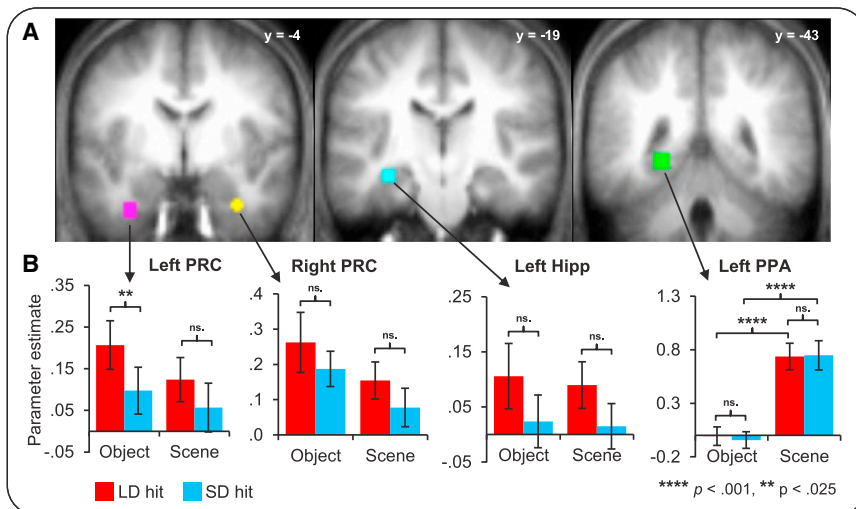 A
y = -4
y = -19
y = -43
B
Left PRC
Right PRC
Left Hipp
Left PPA
Parameter estimate
.35
.25
.15
.05
-.05
**
ns.
Object
Scene
.4
.3
.2
.1
.0
ns.
ns.
Object
Scene
.25
.15
.05
-.05
ns.
ns.
Object
Scene
1.3
0.8
0.3
-0.2
****
****
ns.
ns.
Object
Scene
LD hit
SD hit
**** p < .001, ** p < .025